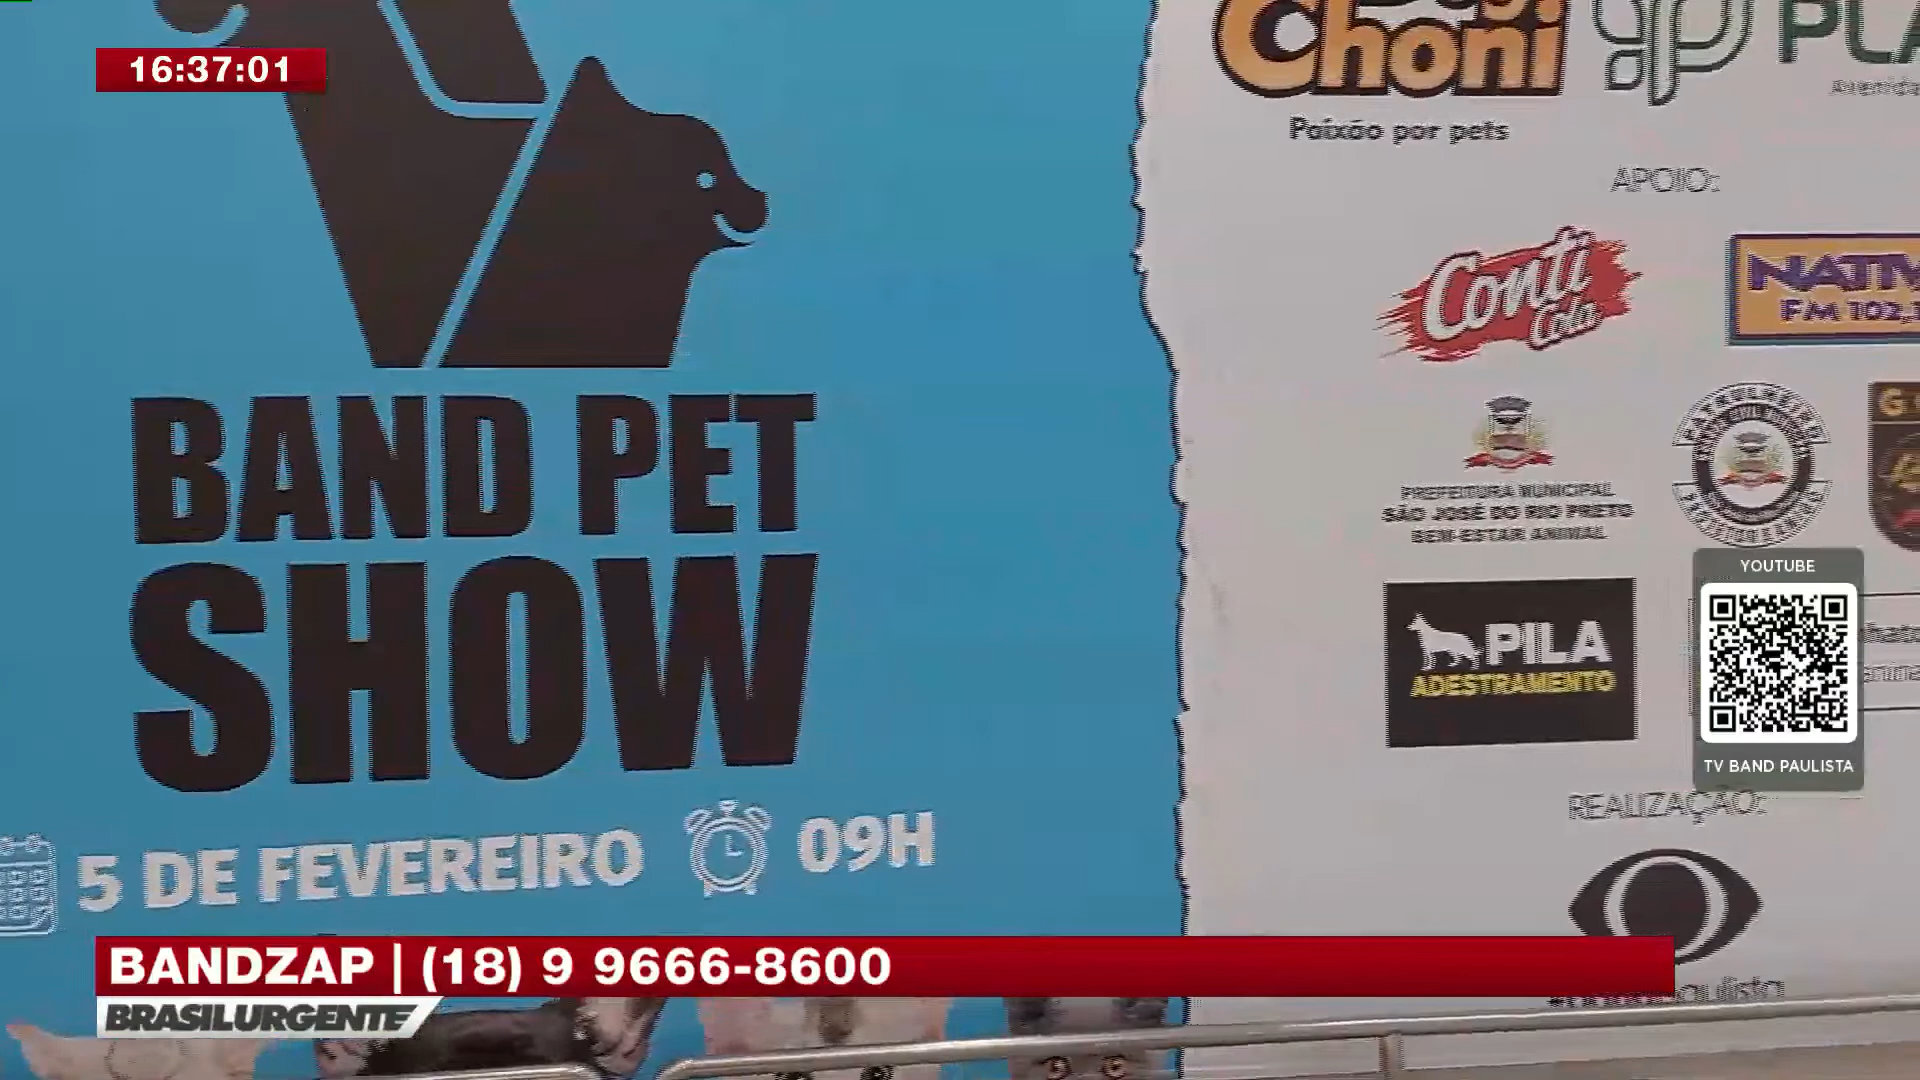 16:37:01
Choni
Paixão por pets
APOIO:
Conti
Cola
FM 102,
PREFEITURA MUNICIPAL
SÃO JOSÉ DO RIO PRETO
BEM-ESTAR ANIMAL
PILA
ADESTRAMENTO
YOUTUBE
TV BAND PAULISTA
REALIZAÇÃO:
BAND PET
SHOW
5 DE FEVEREIRO 09H
BANDZAP | (18) 9 9666-8600
BRASILURGENTE